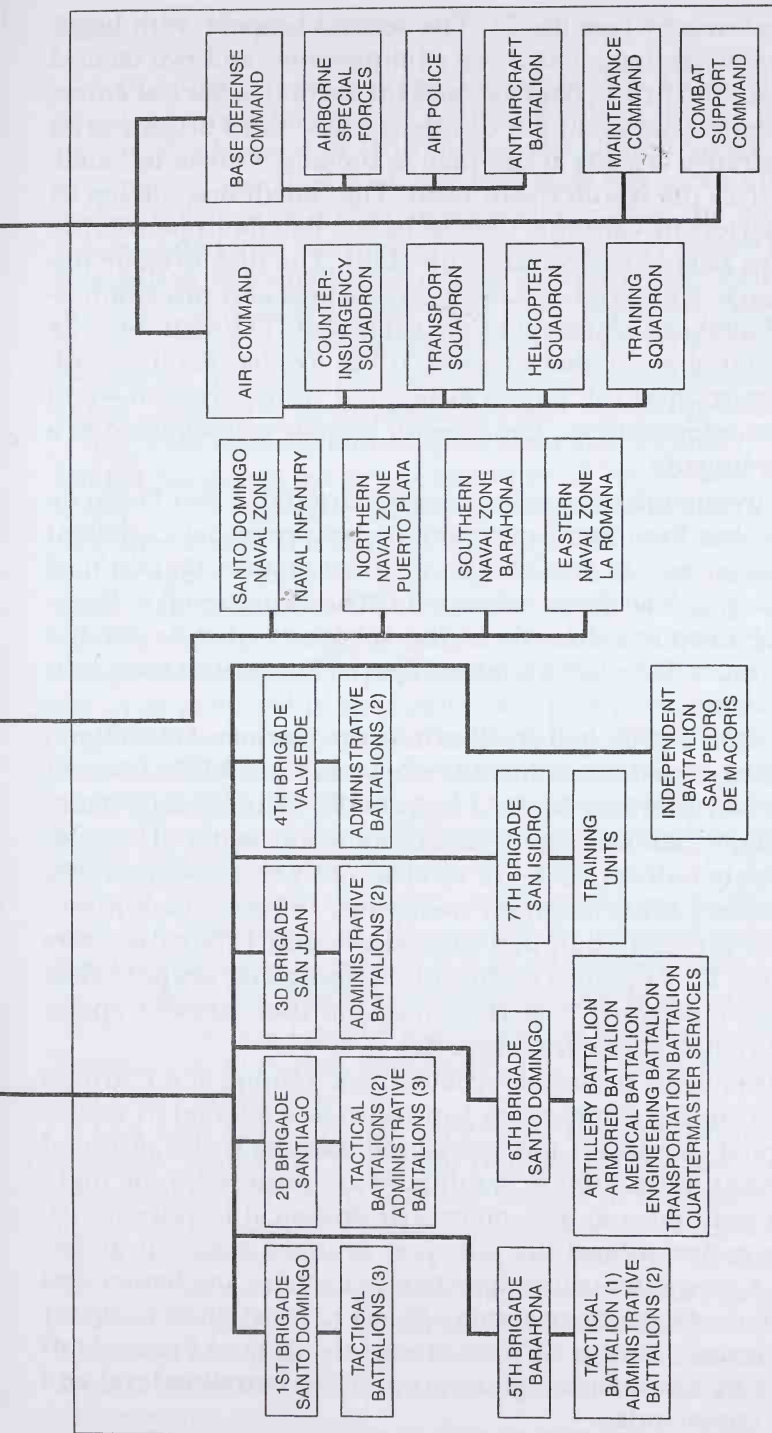 1ST BRIGADE
SANTO DOMINGO
TACTICAL
BATTALIONS (3)
2D BRIGADE
SANTIAGO
TACTICAL
BATTALIONS (2)
ADMINISTRATIVE
BATTATIONS (3)
3D BRIGADE
SAN JUAN
ADMINISTRATIVE
BATTALIONS (2)
4TH BRIGADE
VALVERDE
ADMINISTRATIVE
BATTATIONS (2)
5TH BRIGADE
BARAHONA
TACTICAL
BATTALION (1)
ADMINISTRATIVE
BATTALIONS (2)
6TH BRIGADE
SANTO DOMINGO
ARTILLERY BATTALION
ARMORED BATTALION
MEDICAL BATTALION
ENGINEERING BATTALION
TRANSPORTATION BATTALION
QUARTERMASTER SERVICES
7TH BRIGADE
SANISIDRO
TRAINING
UNITS
INDEPENDENT
BATTALION
SAN PEDRO
DE MACORÍS
SANTO DOMINGO
NAVAL ZONE
NAVAL INFANTRY
NORTHERN
NAVAL ZONE
PUERTO PLATA
SOUTHERN
NAVAL ZONE
BARAHONA
EASTERN
NAVAL ZONE
LA ROMANA
AIR COMMAND
COUNTER-
INSURGENCY
SQUADRON
TRANSPORT
SQUADRON
HELICOPTER
SQUADRON
TRAINING
SQUADRON
BASE DEFENSE
COMMAND
AIRBORNE
SPECIAL
FORCES
AIR POLICE
ANTIAIRCRAFT
BATTALION
MAINTENANCE
COMMAND
COMBAT
SUPPORT
COMMAND